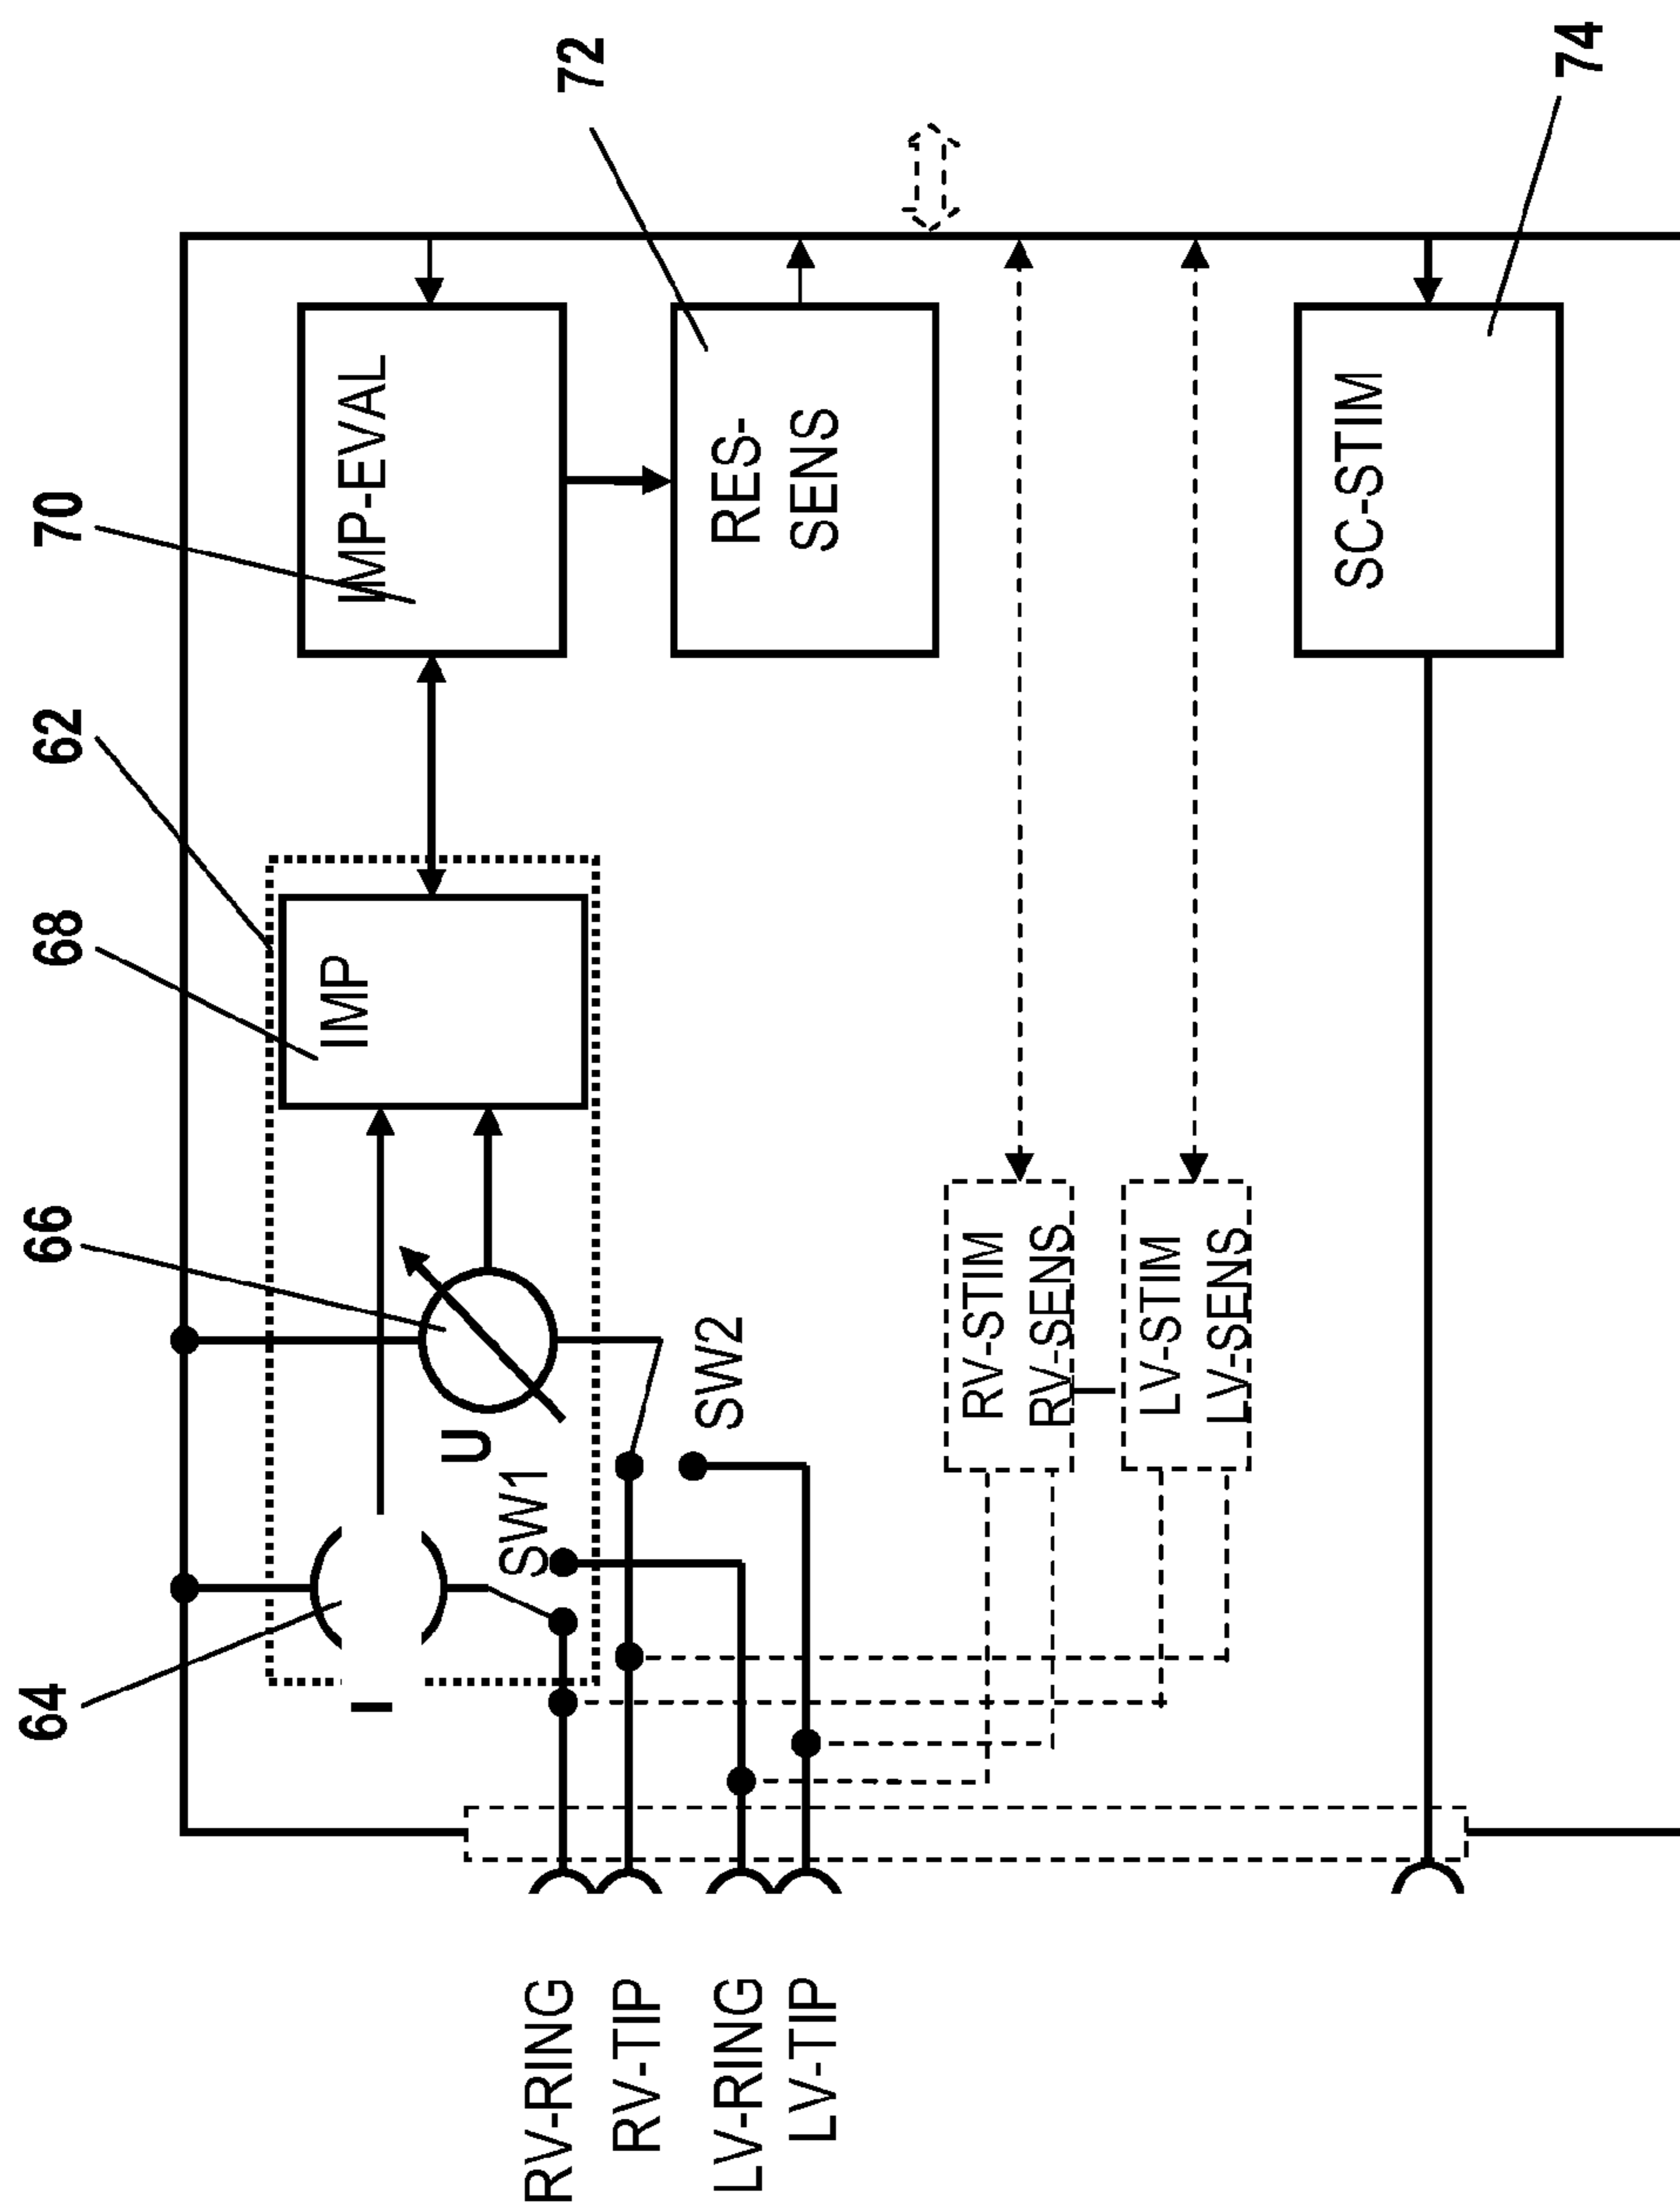 64
66
68
62
70
72
74
I
U
SW1
SW2
IMP
IMP-EVAL
RES-
SENS
RV-STIM
RV-SENS
LV-STIM
LV-SENS
SC-STIM
RV-RING
RV-TIP
LV-RING
LV-TIP